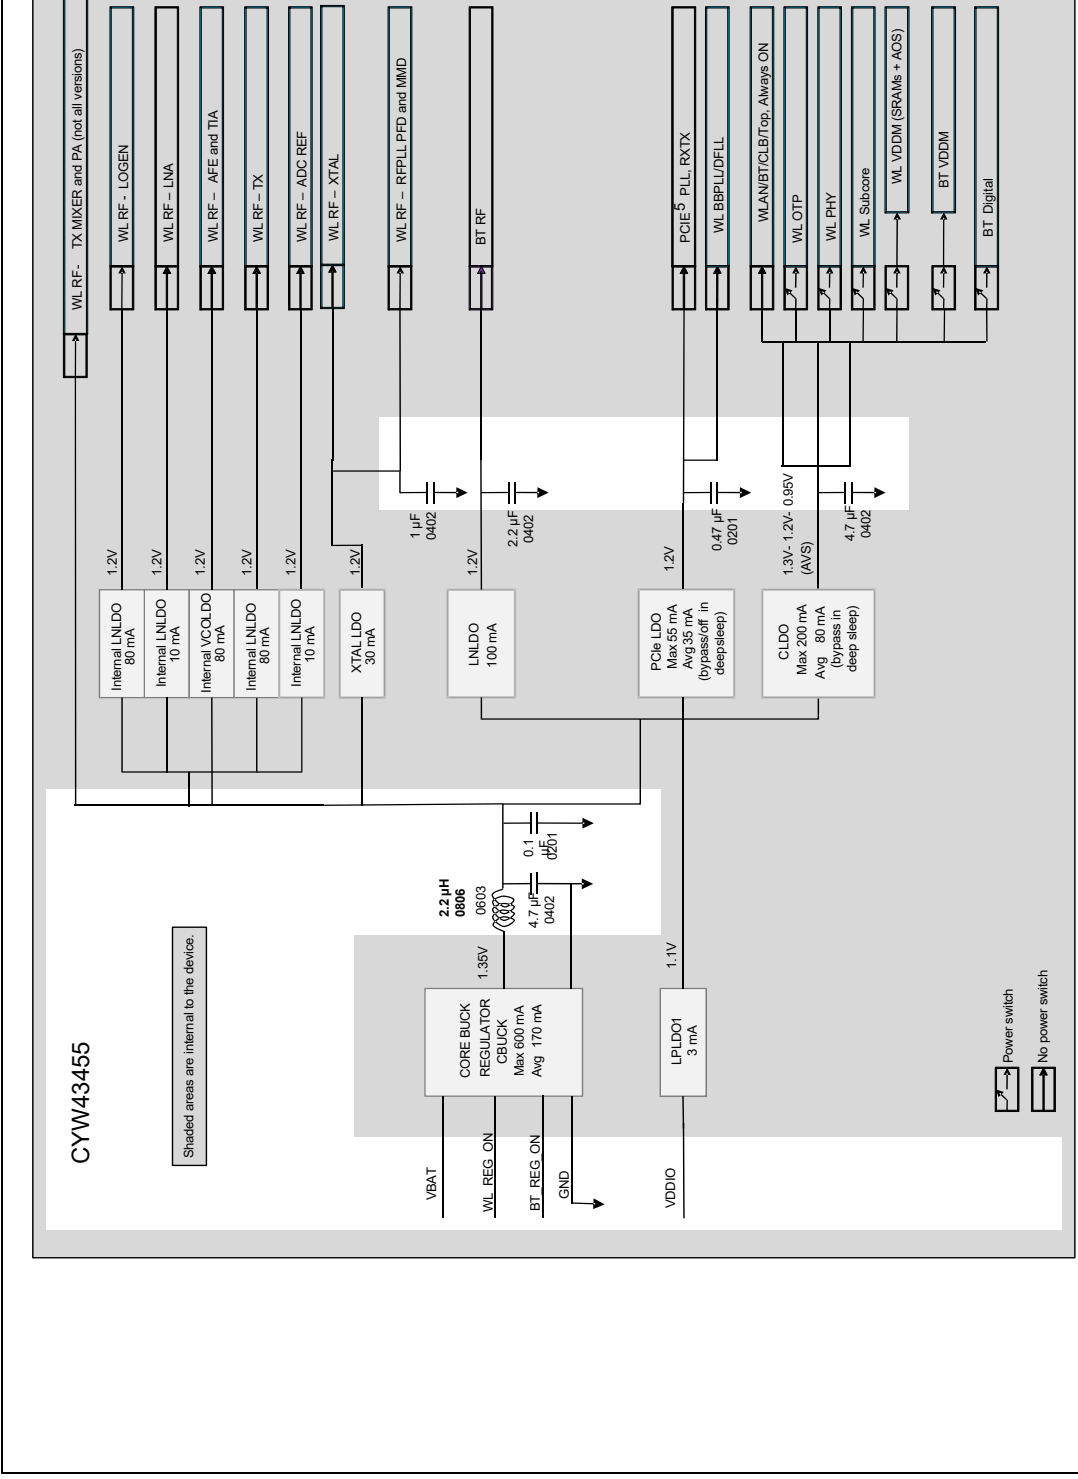 CYW43455
Shaded areas are internal to the device.
VBAT
WL_REG_ON
BT_REG_ON
GND
VDDIO
CORE BUCK
REGULATOR
CBUCK
Max 600 mA
Avg 170 mA
LPLDO1
3 mA
1.35V
1.1V
2.2 µH
0806
0603
4.7 µF
0402
0.1
µF
0201
Internal LNLDO
80 mA
Internal LNLDO
10 mA
Internal VCOLDO
80 mA
Internal LNLDO
80 mA
Internal LNLDO
10 mA
XTAL LDO
30 mA
LNLDO
100 mA
PCIe LDO
Max 55 mA
Avg 35 mA
(bypass/off in
deepsleep)
CLDO
Max 200 mA
Avg 80 mA
(bypass in
deep sleep)
1.2V
1.2V
1.2V
1.2V
1.2V
1.2V
1.2V
1.2V
1.3V- 1.2V- 0.95V
(AVS)
1 µF
0402
2.2 µF
0402
0.47 µF
0201
4.7 µF
0402
WL RF - TX MIXER and PA (not all versions)
WL RF - LOGEN
WL RF – LNA
WL RF – AFE and TIA
WL RF – TX
WL RF – ADC REF
WL RF – XTAL
WL RF – RFPLL PFD and MMD
BT RF
PCIE5 PLL, RXTX
WL BBPLL/DFLL
WLAN/BT/CLB/Top, Always ON
WL OTP
WL PHY
WL Subcore
WL VDDM (SRAMs + AOS)
BT VDDM
BT Digital
Power switch
No power switch